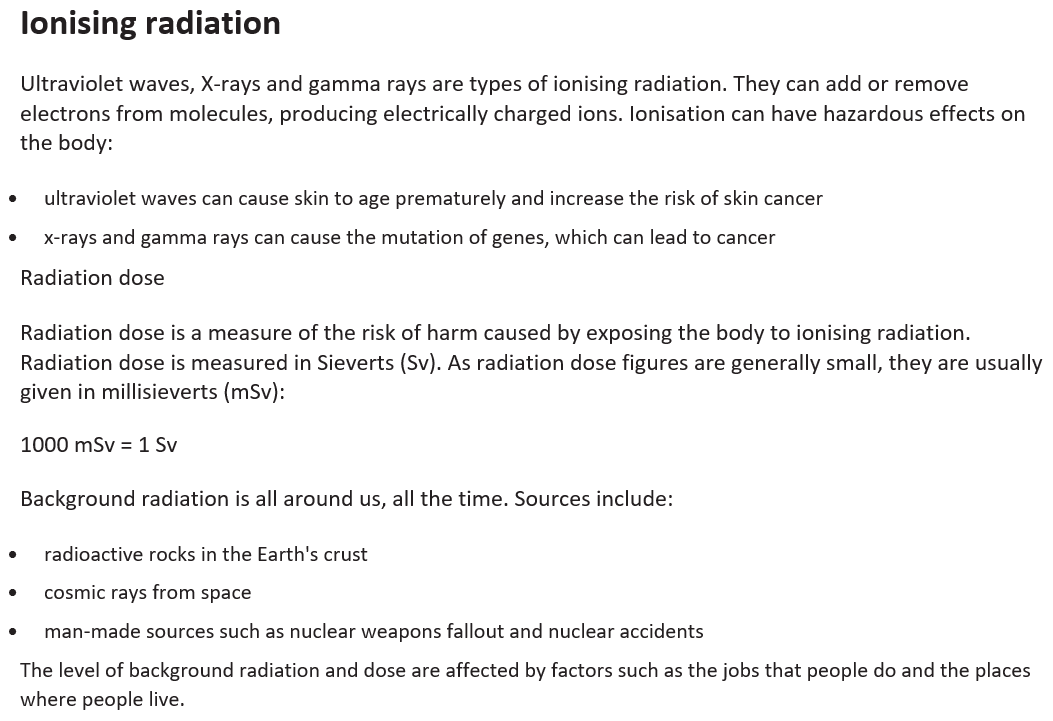 Ionising radiation
Ultraviolet waves, X-rays and gamma rays are types of ionising radiation. They can add or remove
electrons from molecules, producing electrically charged ions. Ionisation can have hazardous effects on
the body:
• ultraviolet waves can cause skin to age prematurely and increase the risk of skin cancer
• x-rays and gamma rays can cause the mutation of genes, which can lead to cancer
Radiation dose
Radiation dose is a measure of the risk of harm caused by exposing the body to ionising radiation.
Radiation dose is measured in Sieverts (Sv). As radiation dose figures are generally small, they are usually
given in millisieverts (mSv):
1000 mSv = 1 Sv
Background radiation is all around us, all the time. Sources include:
• radioactive rocks in the Earth's crust
• cosmic rays from space
• man-made sources such as nuclear weapons fallout and nuclear accidents
The level of background radiation and dose are affected by factors such as the jobs that people do and the places
where people live.